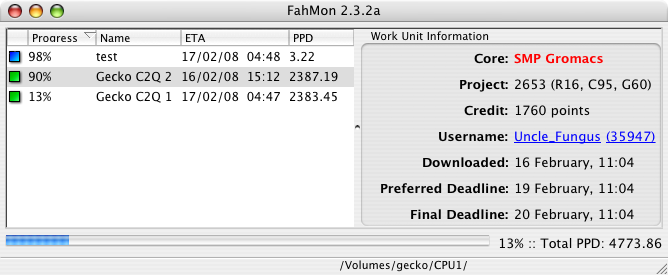 FahMon 2.3.2a
Progress Name ETA PPD
98% test 17/02/08 04:48 3.22
90% Gecko C2Q 2 16/02/08 15:12 2387.19
13% Gecko C2Q 1 17/02/08 04:47 2383.45
Work Unit Information
Core: SMP Gromacs
Project: 2653 (R16, C95, G60)
Credit: 1760 points
Username: Uncle_Fungus (35947)
Downloaded: 16 February, 11:04
Preferred Deadline: 19 February, 11:04
Final Deadline: 20 February, 11:04
13% :: Total PPD: 4773.86
/Volumes/gecko/CPU1/